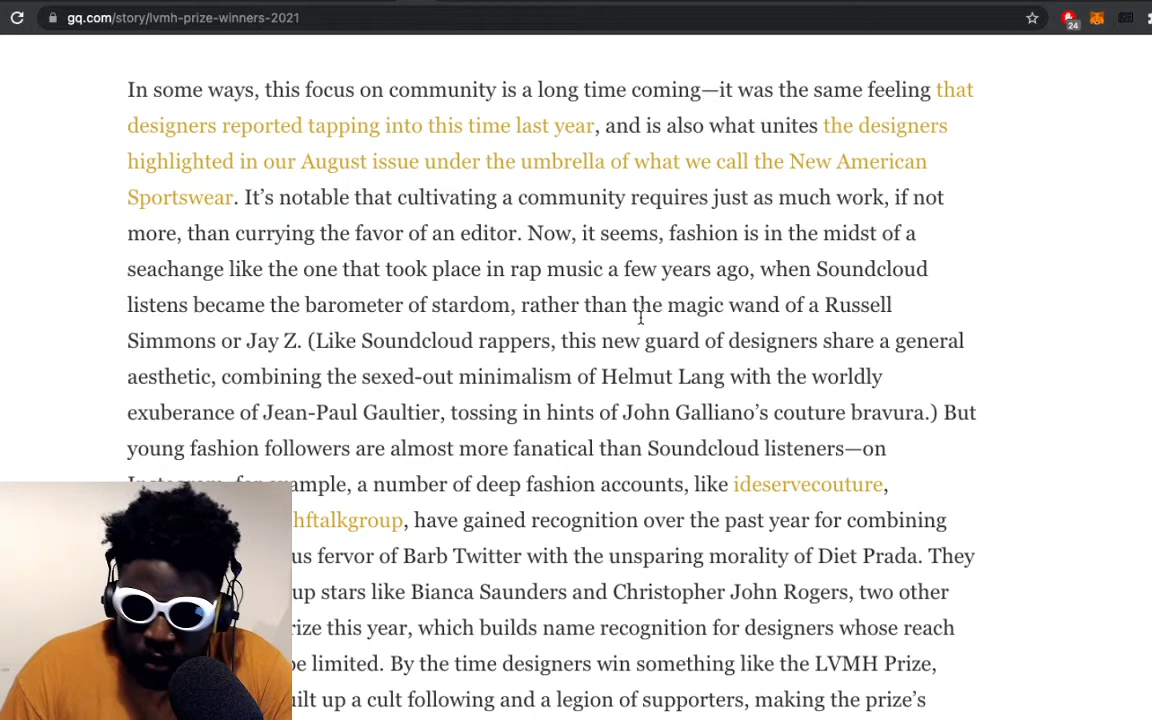 gq.com/story/lvmh-prize-winners-2021
24
In some ways, this focus on community is a long time coming—it was the same feeling that
designers reported tapping into this time last year, and is also what unites the designers
highlighted in our August issue under the umbrella of what we call the New American
Sportswear. It's notable that cultivating a community requires just as much work, if not
more, than currying the favor of an editor. Now, it seems, fashion is in the midst of a
seachange like the one that took place in rap music a few years ago, when Soundcloud
listens became the barometer of stardom, rather than the magic wand of a Russell
Simmons or Jay Z. (Like Soundcloud rappers, this new guard of designers share a general
aesthetic, combining the sexed-out minimalism of Helmut Lang with the worldly
exuberance of Jean-Paul Gaultier, tossing in hints of John Galliano's couture bravura.) But
young fashion followers are almost more fanatical than Soundcloud listeners—on
a number of deep fashion accounts, like ideservecouture,
hftalkgroup, have gained recognition over the past year for combining
fervor of Barb Twitter with the unsparing morality of Diet Prada. They
up stars like Bianca Saunders and Christopher John Rogers, two other
this year, which builds name recognition for designers whose reach
be limited. By the time designers win something like the LVMH Prize,
up a cult following and a legion of supporters, making the prize's